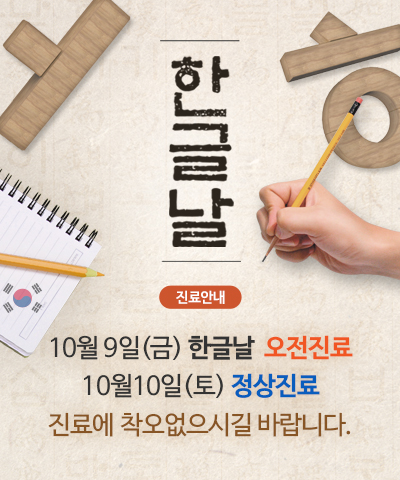 한글날
진료안내
10월 9일(금) 한글날 오전진료
10월10일(토) 정상진료
진료에 착오없으시길 바랍니다.